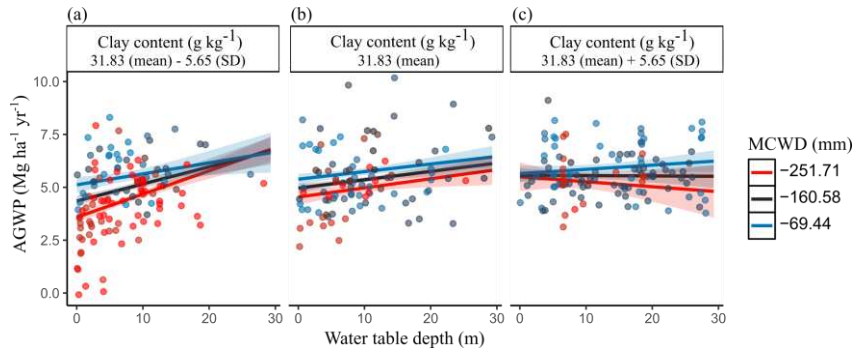 (a) (b) (c)
Clay content (g kg⁻¹) Clay content (g kg⁻¹) Clay content (g kg⁻¹)
31.83 (mean) - 5.65 (SD) 31.83 (mean) 31.83 (mean) + 5.65 (SD)
10.0
7.5
5.0
2.5
0.0
AGWP (Mg ha⁻¹ yr⁻¹)
MCWD (mm)
−251.71
−160.58
−69.44
0 10 20 30 0 10 20 30 0 10 20 30
Water table depth (m)